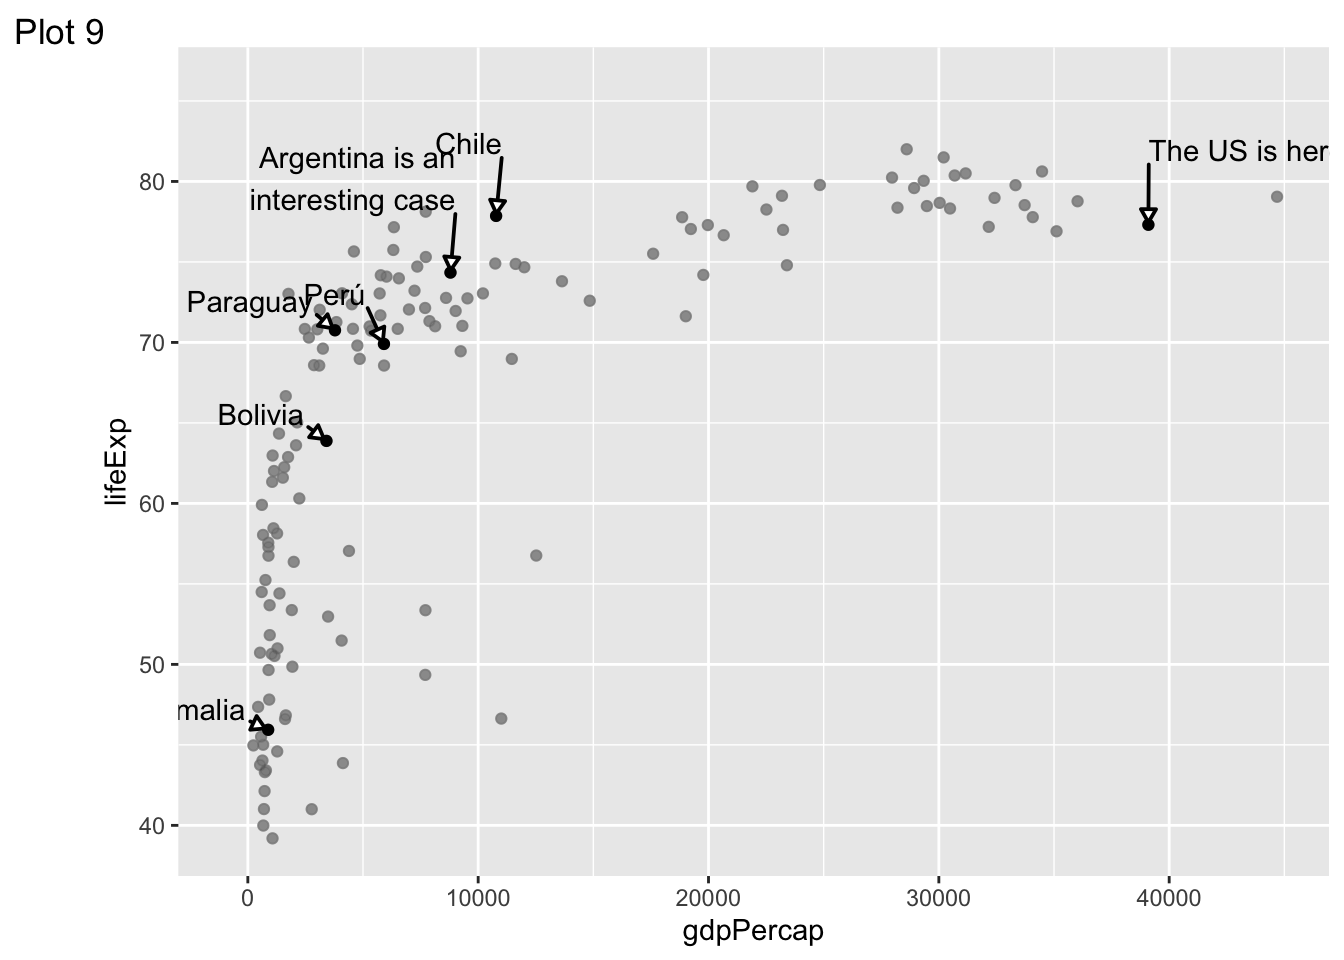 Plot 9
Chile
Argentina is an
interesting case
The US is her
80
Paraguay
Perú
70
Bolivia
lifeExp
60
50
malia
40
0 10000 20000 30000 40000
gdpPercap